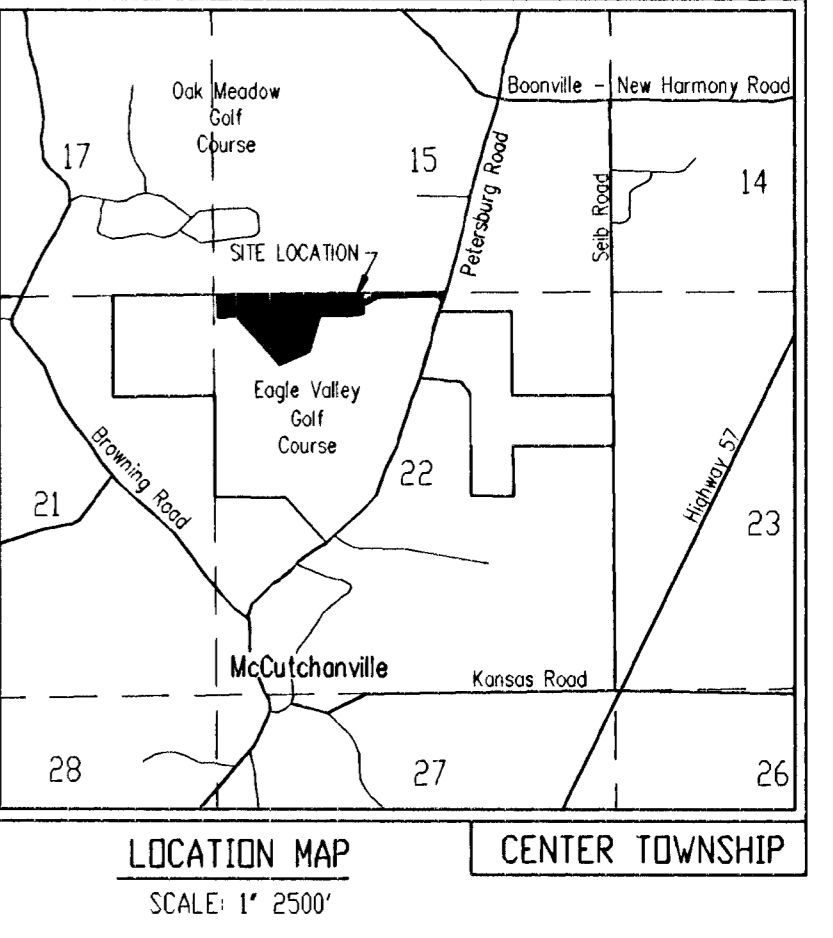 Oak Meadow
Golf
Course
Boonville - New Harmony Road
17
15
14
Petersburg Road
Seib Road
SITE LOCATION
Eagle Valley
Golf
Course
Browning Road
21
22
Highway 57
23
McCutchanville
Kansas Road
28
27
26
LOCATION MAP
CENTER TOWNSHIP
SCALE: 1" 2500'